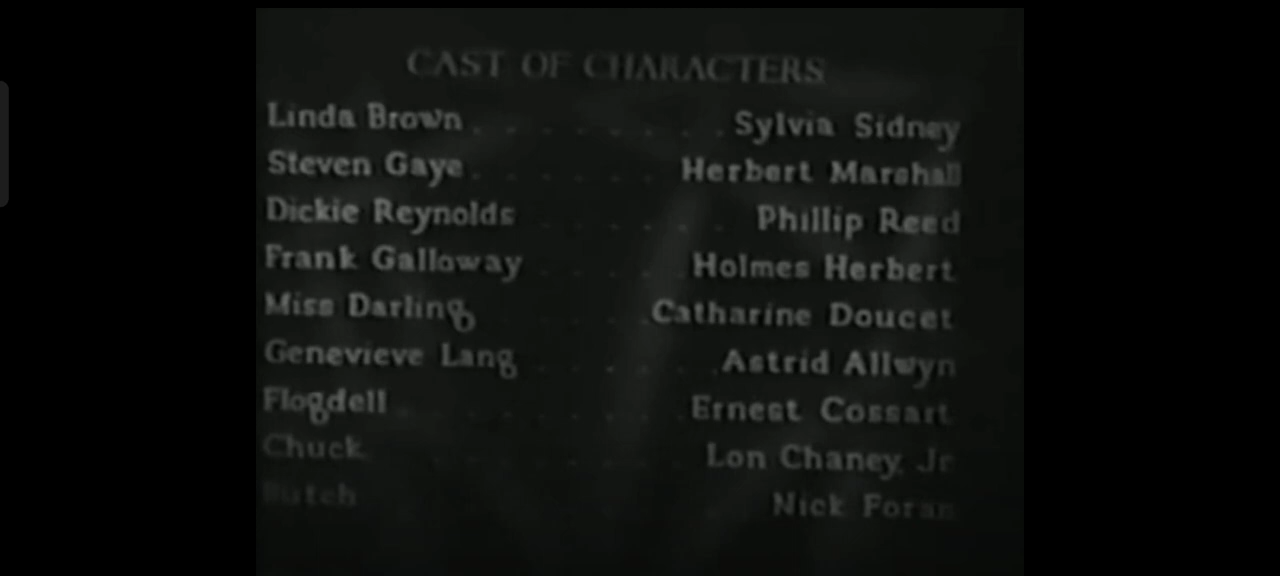 CAST OF CHARACTERS
Linda Brown . . . . . . . . Sylvia Sidney
Steven Gaye . . . . . . Herbert Marshall
Dickie Reynolds . . . . . . Phillip Reed
Frank Galloway . . . . Holmes Herbert
Miss Darling . . . . Catharine Doucet
Genevieve Lang . . . . . . Astrid Allwyn
Flogdell . . . . . . . . Ernest Cossart
Chuck . . . . . . . Lon Chaney, Jr
Butch Nick Foran